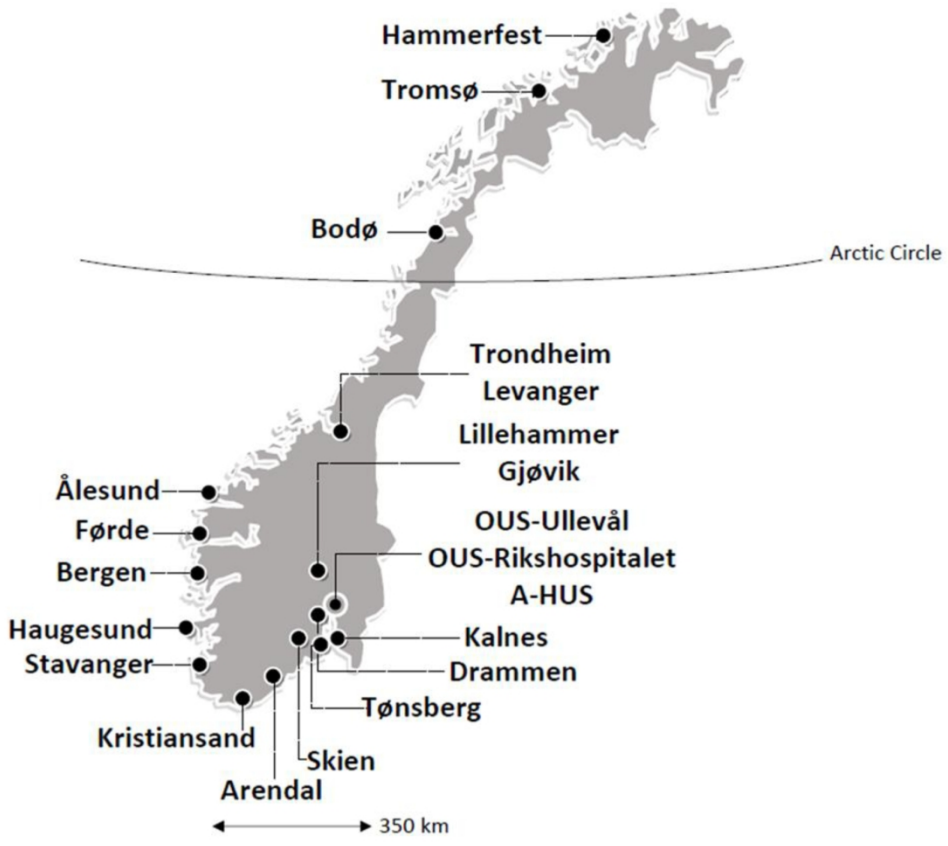 Hammerfest
Tromsø
Bodø
Arctic Circle
Trondheim
Levanger
Lillehammer
Gjøvik
Ålesund
OUS-Ullevål
Førde
OUS-Rikshospitalet
Bergen
A-HUS
Haugesund
Kalnes
Stavanger
Drammen
Tønsberg
Kristiansand
Skien
Arendal
350 km